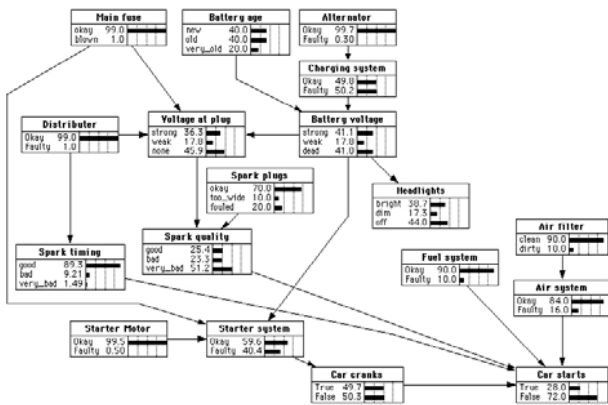 Main fuse
okay 99.0
blown 1.0
Battery age
new 40.0
old 40.0
very_old 20.0
Alternator
Okay 99.7
Faulty 0.30
Charging system
Okay 49.8
Faulty 50.2
Distributer
Okay 99.0
Faulty 1.0
Voltage at plug
strong 36.3
weak 17.8
none 45.9
Battery voltage
strong 41.1
weak 17.8
dead 41.0
Spark plugs
okay 70.0
too_wide 10.0
fouled 20.0
Headlights
bright 38.7
dim 17.3
off 44.0
Spark timing
good 89.3
bad 9.21
very_bad 1.49
Spark quality
good 25.4
bad 23.3
very_bad 51.2
Air filter
clean 90.0
dirty 10.0
Fuel system
Okay 90.0
Faulty 10.0
Air system
Okay 84.0
Faulty 16.0
Starter Motor
Okay 99.5
Faulty 0.50
Starter system
Okay 59.6
Faulty 40.4
Car cranks
True 49.7
False 50.3
Car starts
True 28.0
False 72.0